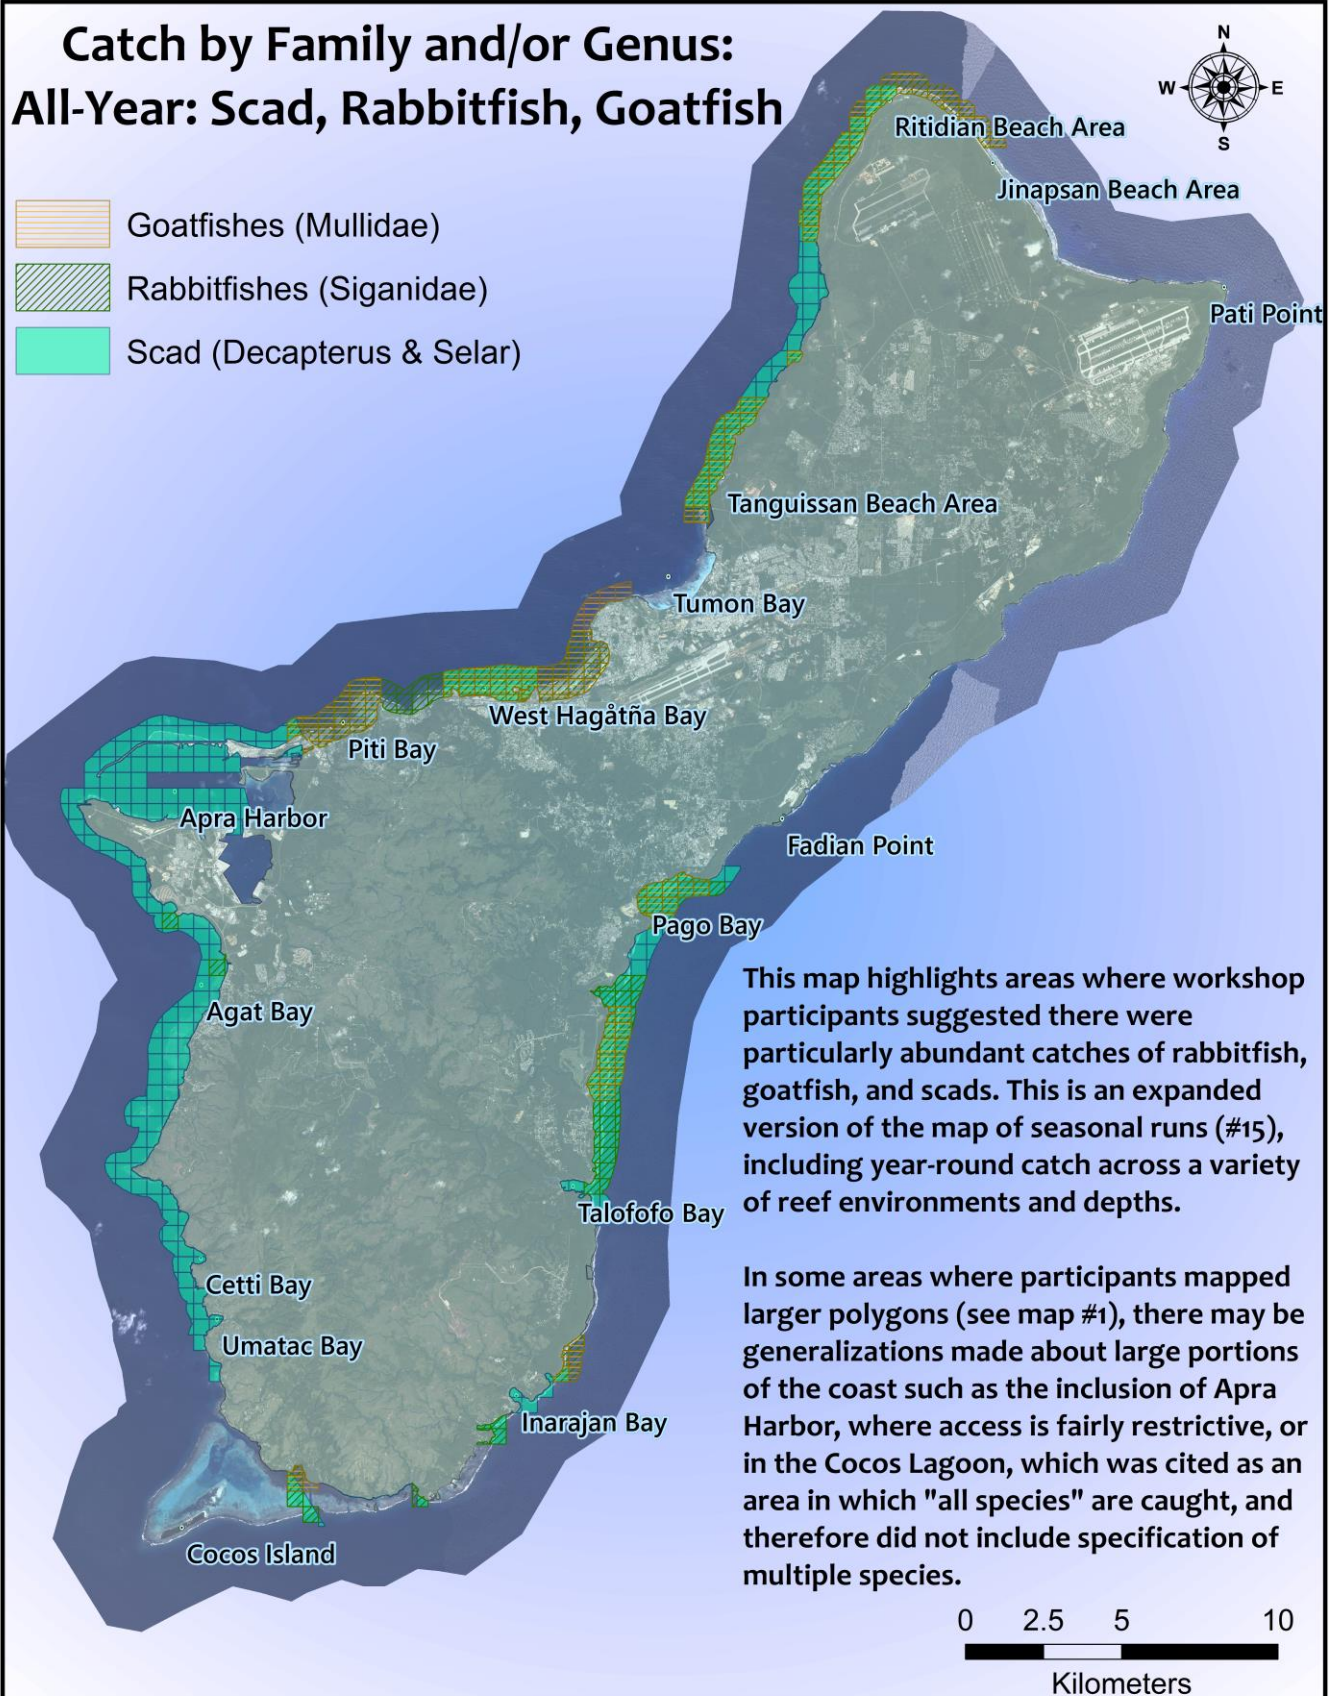 Catch by Family and/or Genus:
All-Year: Scad, Rabbitfish, Goatfish
N
W
E
S
Goatfishes (Mullidae)
Rabbitfishes (Siganidae)
Scad (Decapterus & Selar)
Ritidian Beach Area
Jinapsan Beach Area
Pati Point
Tanguissan Beach Area
Tumon Bay
West Hagåtña Bay
Piti Bay
Apra Harbor
Fadian Point
Pago Bay
Agat Bay
Talofofo Bay
Cetti Bay
Umatac Bay
Inarajan Bay
Cocos Island
This map highlights areas where workshop
participants suggested there were
particularly abundant catches of rabbitfish,
goatfish, and scads. This is an expanded
version of the map of seasonal runs (#15),
including year-round catch across a variety
of reef environments and depths.
In some areas where participants mapped
larger polygons (see map #1), there may be
generalizations made about large portions
of the coast such as the inclusion of Apra
Harbor, where access is fairly restrictive, or
in the Cocos Lagoon, which was cited as an
area in which "all species" are caught, and
therefore did not include specification of
multiple species.
0 2.5 5 10
Kilometers